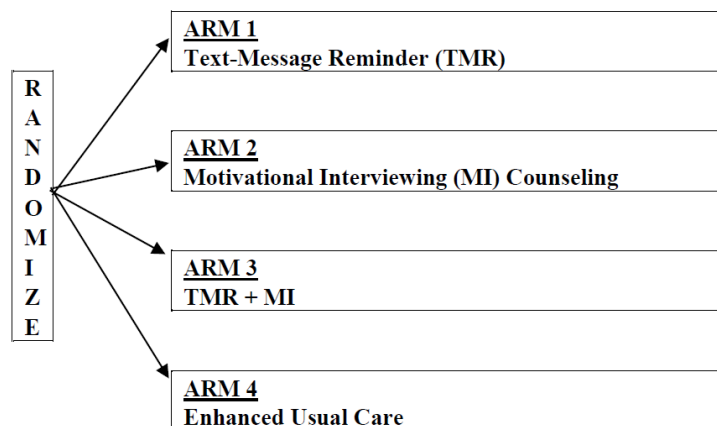 RANDOMIZE
ARM 1
Text-Message Reminder (TMR)
ARM 2
Motivational Interviewing (MI) Counseling
ARM 3
TMR + MI
ARM 4
Enhanced Usual Care